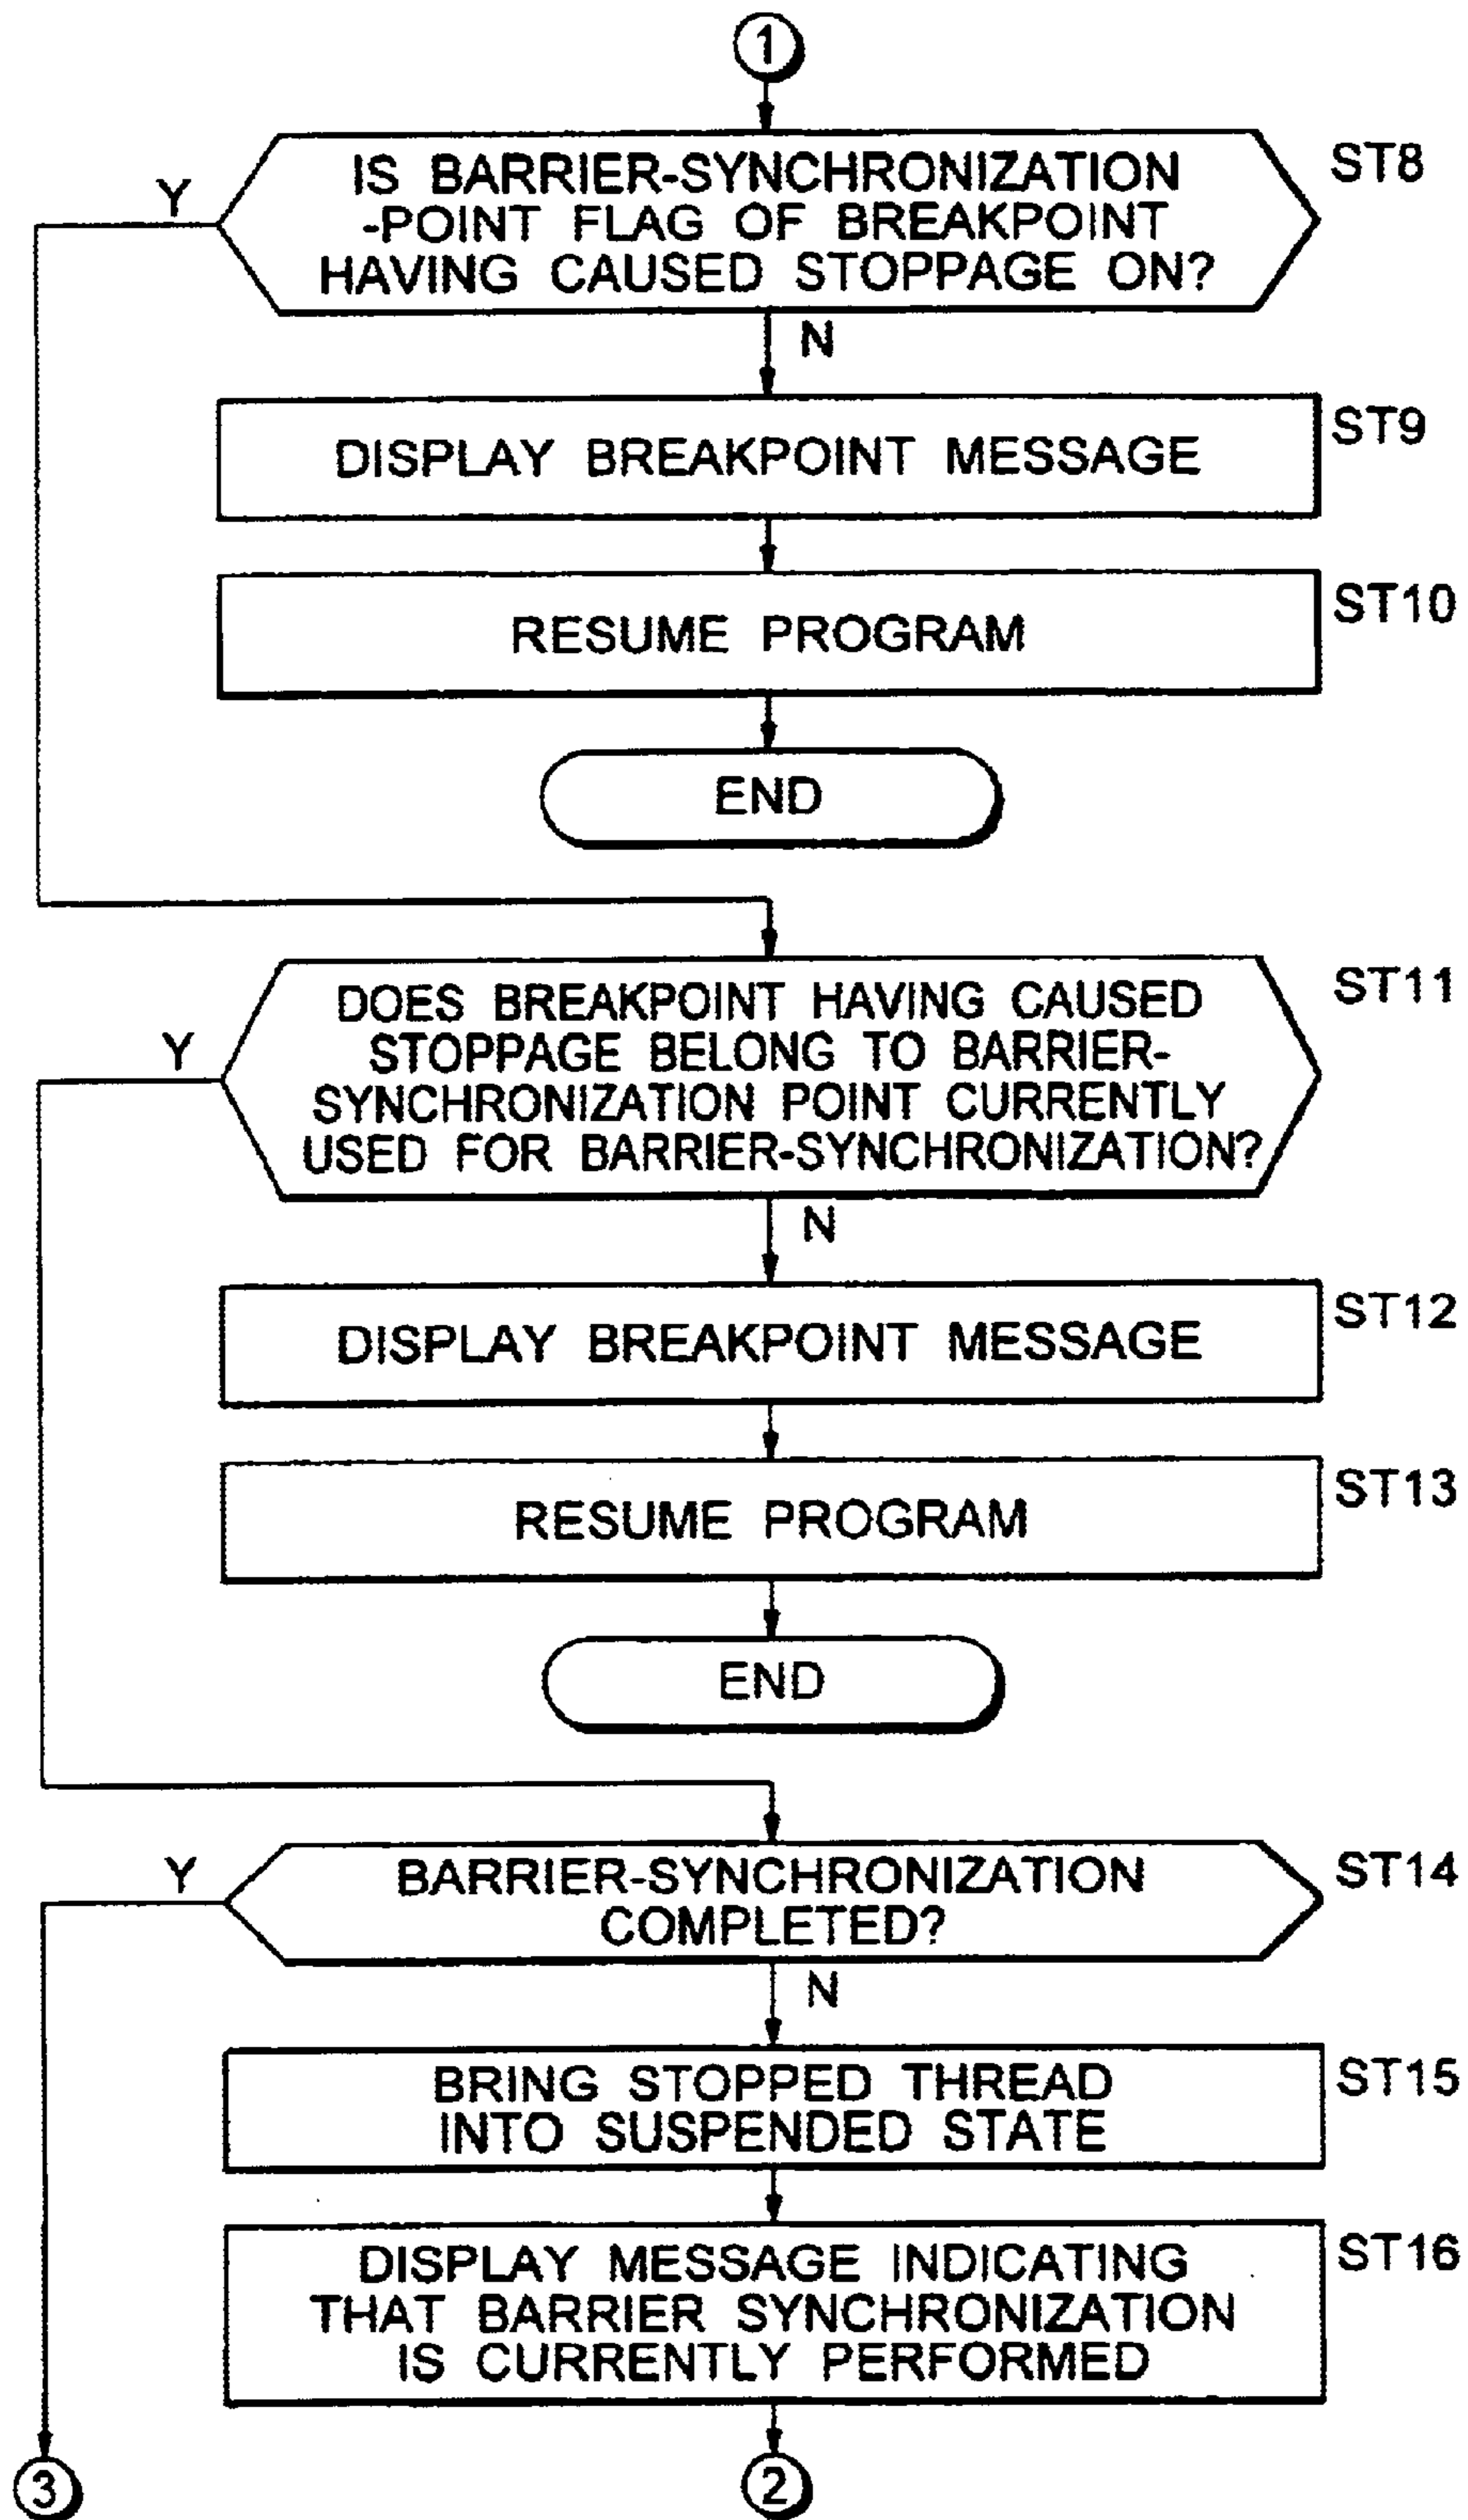 1
IS BARRIER-SYNCHRONIZATION
-POINT FLAG OF BREAKPOINT
HAVING CAUSED STOPPAGE ON?
ST8
Y
N
DISPLAY BREAKPOINT MESSAGE
ST9
RESUME PROGRAM
ST10
END
DOES BREAKPOINT HAVING CAUSED
STOPPAGE BELONG TO BARRIER-
SYNCHRONIZATION POINT CURRENTLY
USED FOR BARRIER-SYNCHRONIZATION?
ST11
Y
N
DISPLAY BREAKPOINT MESSAGE
ST12
RESUME PROGRAM
ST13
END
BARRIER-SYNCHRONIZATION
COMPLETED?
ST14
Y
N
BRING STOPPED THREAD
INTO SUSPENDED STATE
ST15
DISPLAY MESSAGE INDICATING
THAT BARRIER SYNCHRONIZATION
IS CURRENTLY PERFORMED
ST16
3
2